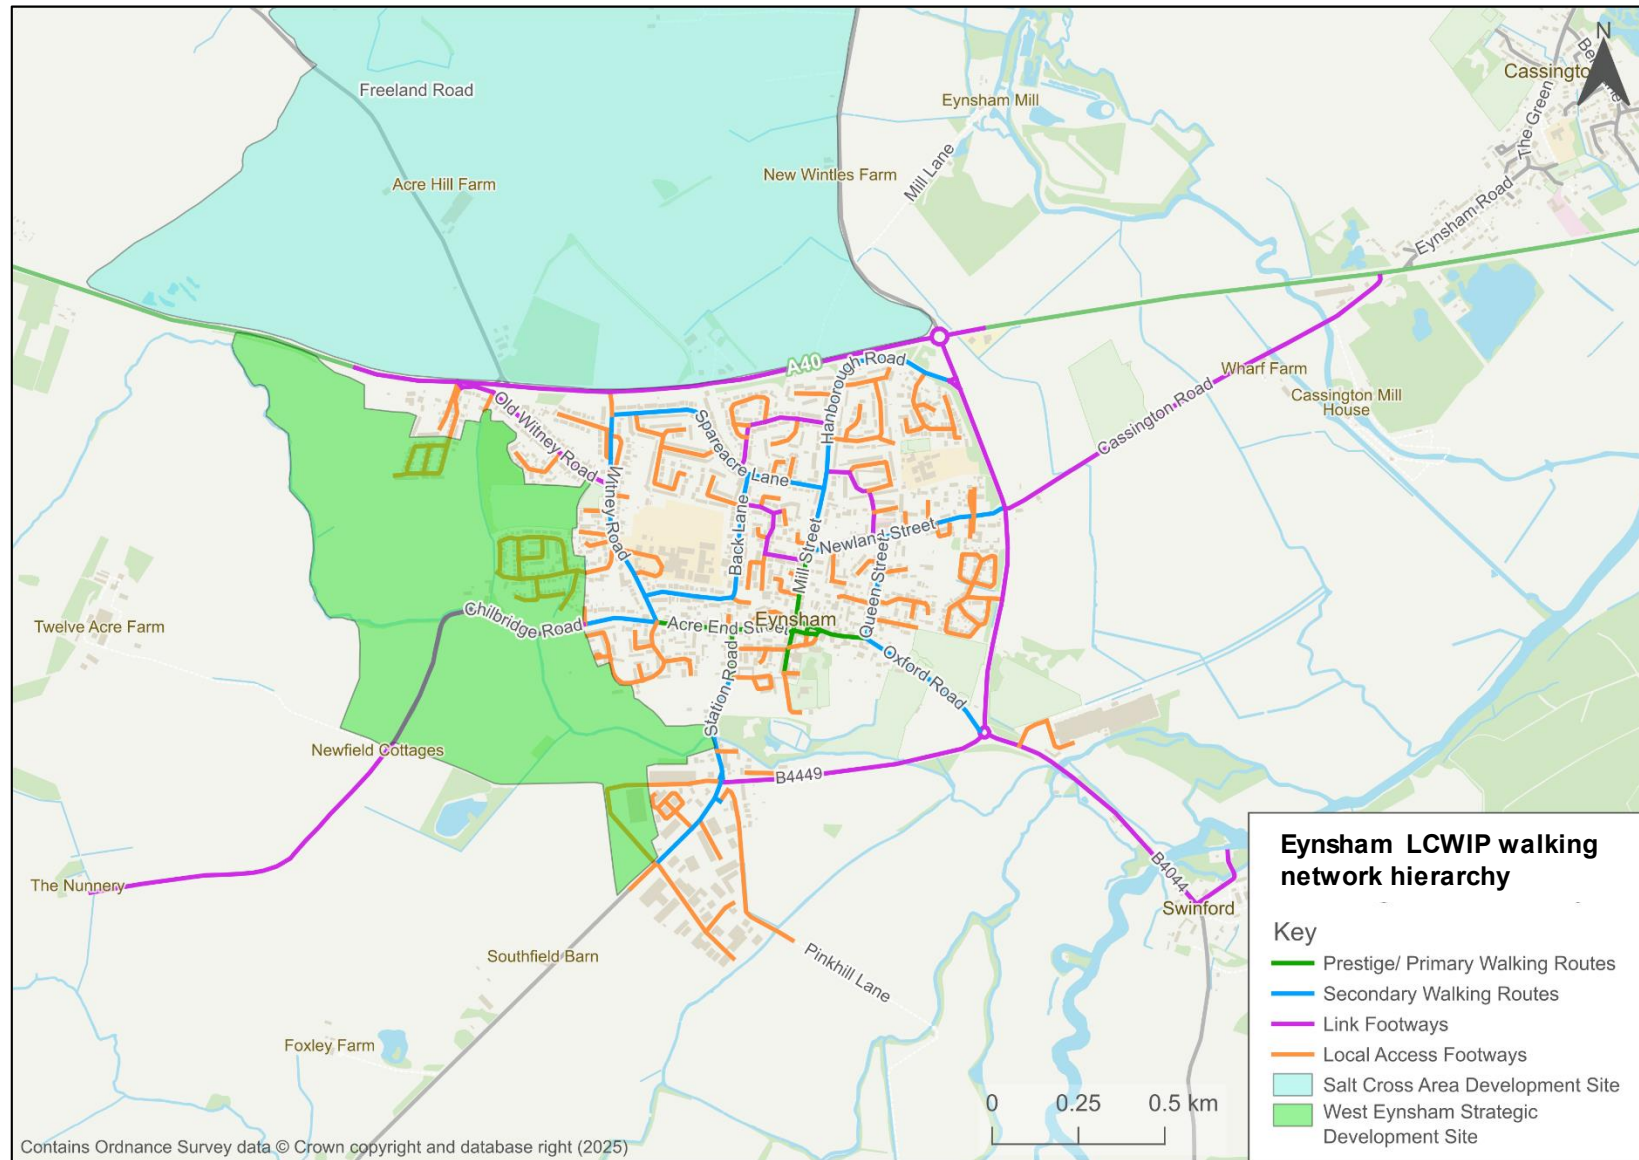 N
Cassingto
Be
me
The Green
Eynsham Road
Freeland Road
Eynsham Mill
Mill Lane
Acre Hill Farm
New Wintles Farm
A40
Hanborough Road
Wharf Farm
Cassington Mill
House
Cassington Road
Old Witney Road
Witney Road
Spareacre Lane
Back Lane
Mill Street
Newland Street
Queen Street
Twelve Acre Farm
Chilbridge Road
Acre End Street
Eynsham
Oxford Road
Station Road
Newfield Cottages
B4449
The Nunnery
B4044
Swinford
Southfield Barn
Pinkhill Lane
Foxley Farm
Eynsham LCWIP walking
network hierarchy
Key
Prestige/ Primary Walking Routes
Secondary Walking Routes
Link Footways
Local Access Footways
Salt Cross Area Development Site
West Eynsham Strategic
Development Site
0 0.25 0.5 km
Contains Ordnance Survey data © Crown copyright and database right (2025)